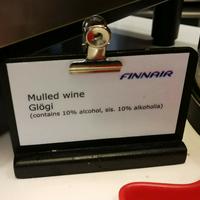 FINNAIR
Mulled wine
Glögi
(contains 10% alcohol, sis. 10% alkoholia)